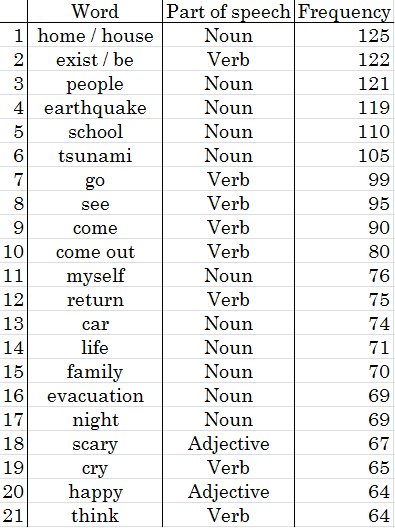 Word Part of speech Frequency
1 home / house Noun 125
2 exist / be Verb 122
3 people Noun 121
4 earthquake Noun 119
5 school Noun 110
6 tsunami Noun 105
7 go Verb 99
8 see Verb 95
9 come Verb 90
10 come out Verb 80
11 myself Noun 76
12 return Verb 75
13 car Noun 74
14 life Noun 71
15 family Noun 70
16 evacuation Noun 69
17 night Noun 69
18 scary Adjective 67
19 cry Verb 65
20 happy Adjective 64
21 think Verb 64